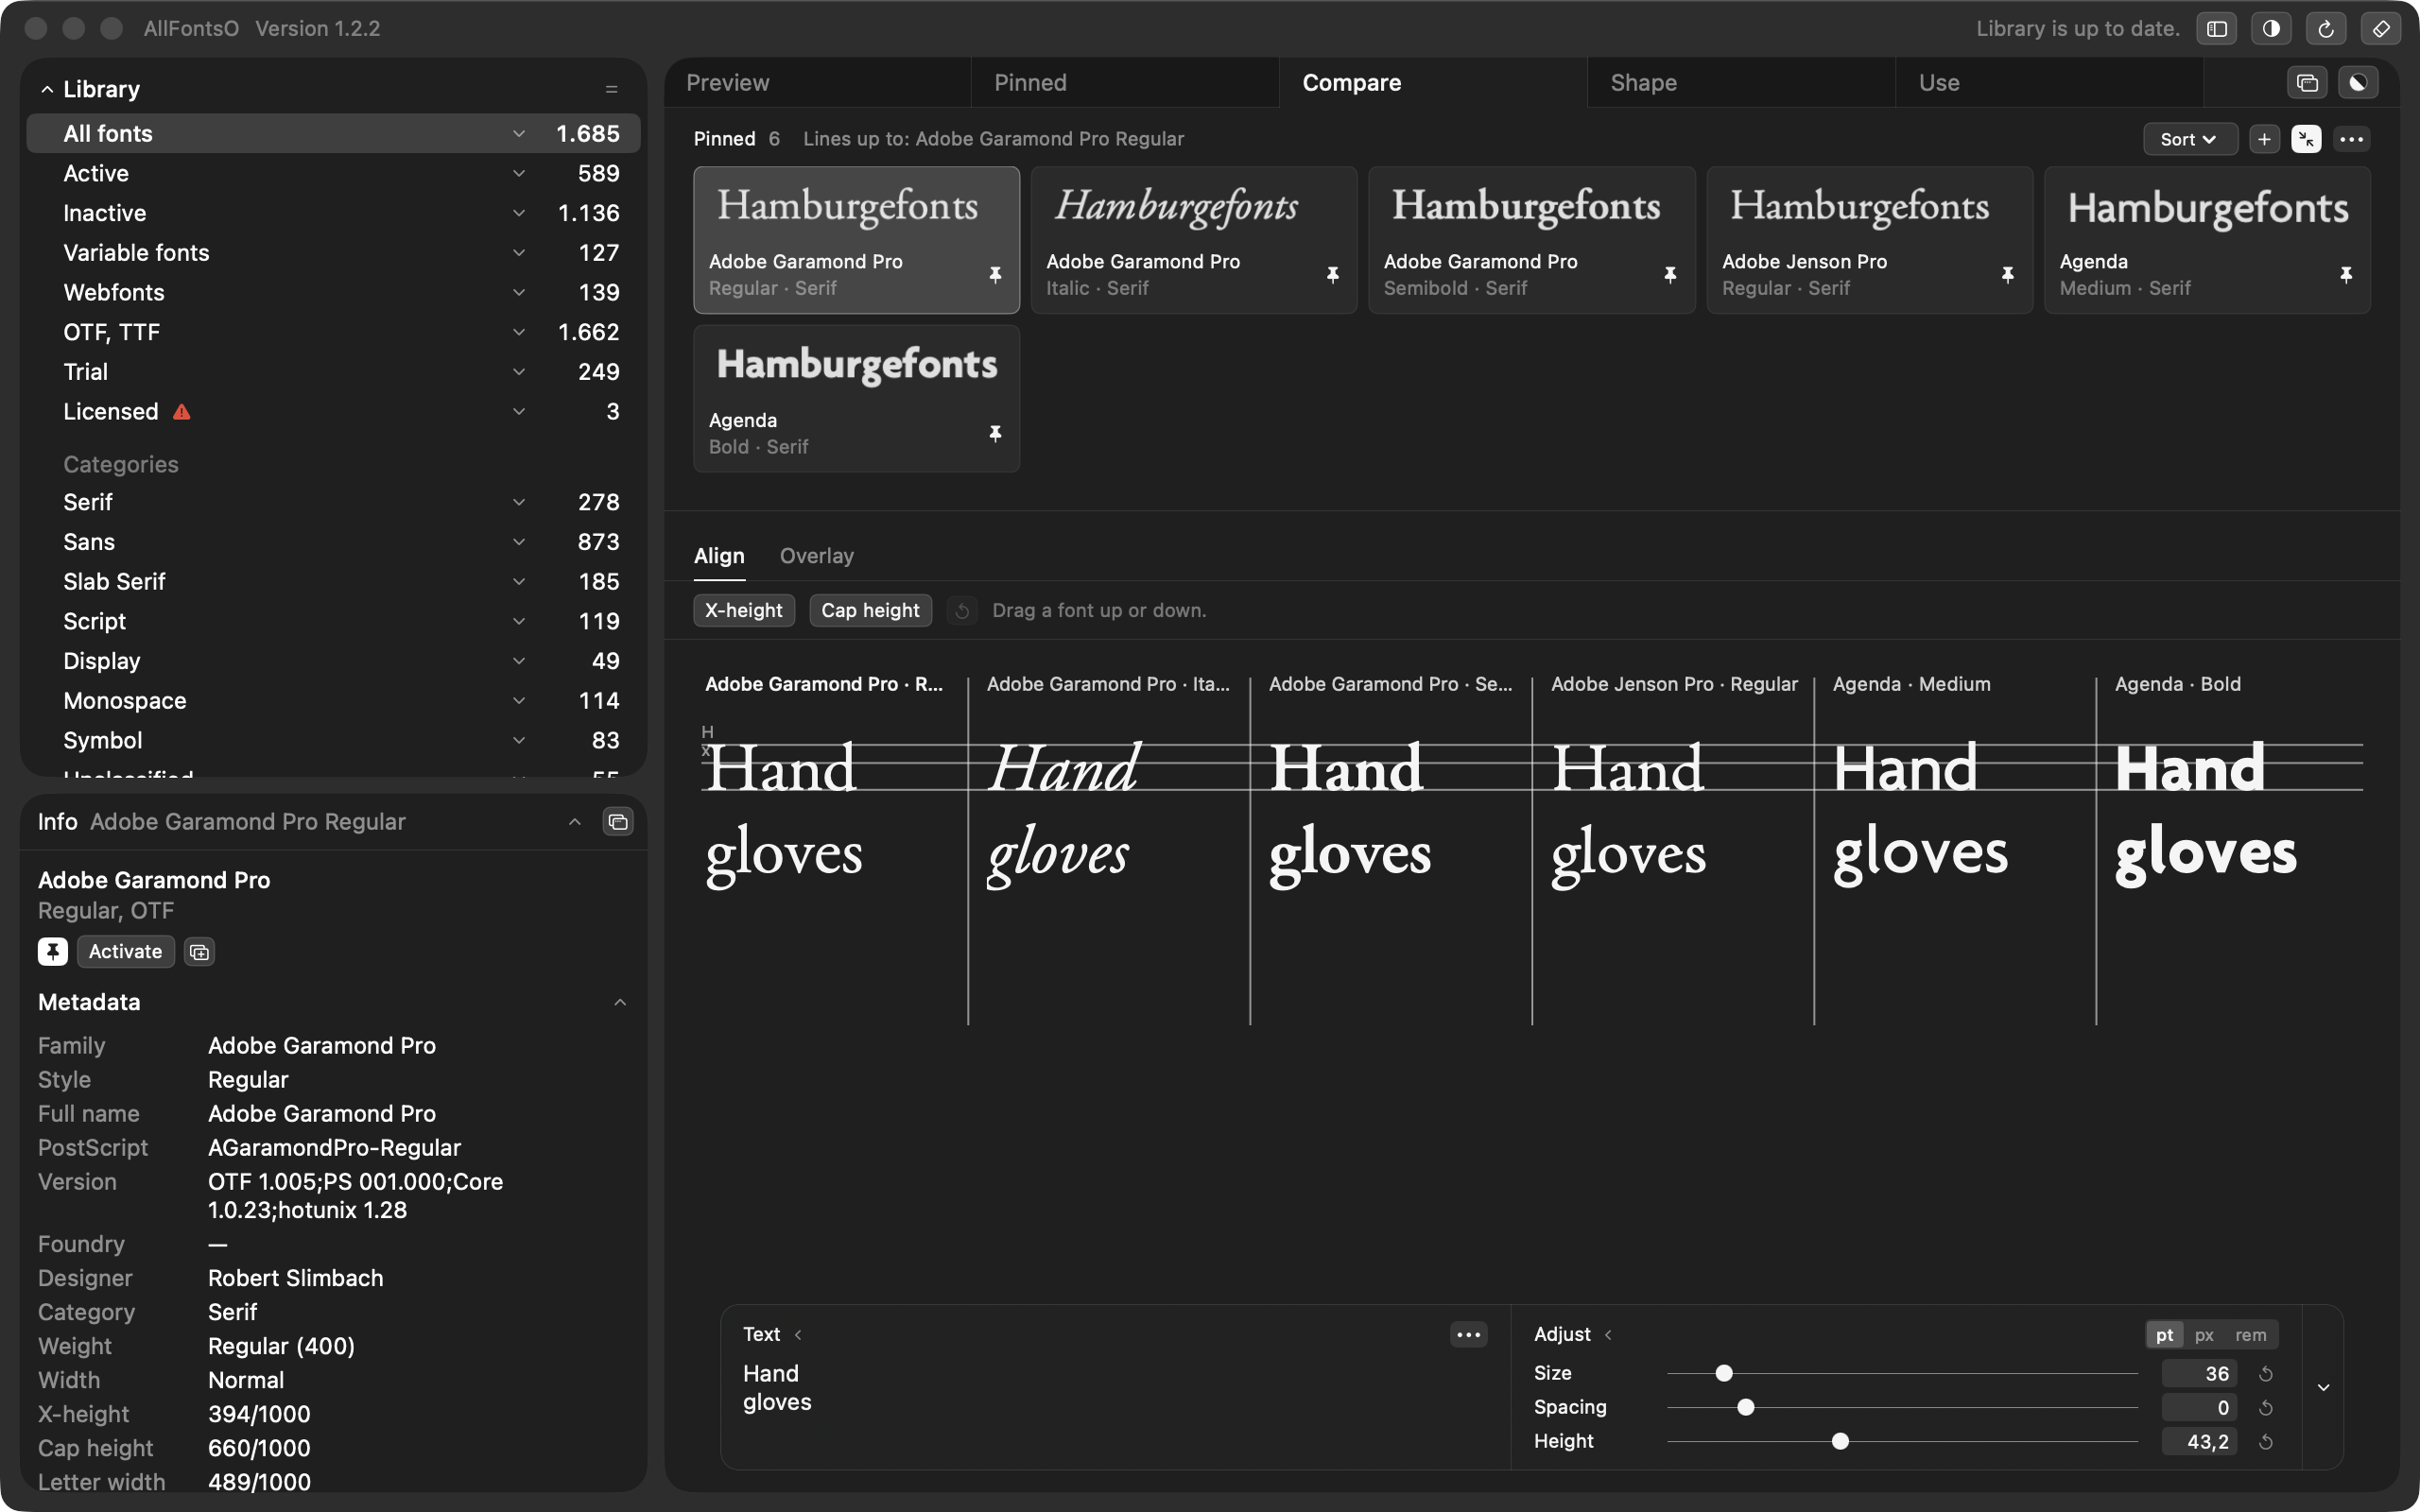 AllFontsO Version 1.2.2
Library is up to date.
Library
All fonts 1.685
Active 589
Inactive 1.136
Variable fonts 127
Webfonts 139
OTF, TTF 1.662
Trial 249
Licensed 3
Categories
Serif 278
Sans 873
Slab Serif 185
Script 119
Display 49
Monospace 114
Symbol 83
Unclassified 55
Info Adobe Garamond Pro Regular
Adobe Garamond Pro
Regular, OTF
Activate
Metadata
Family Adobe Garamond Pro
Style Regular
Full name Adobe Garamond Pro
PostScript AGaramondPro-Regular
Version OTF 1.005;PS 001.000;Core
1.0.23;hotunix 1.28
Foundry —
Designer Robert Slimbach
Category Serif
Weight Regular (400)
Width Normal
X-height 394/1000
Cap height 660/1000
Letter width 489/1000
Preview Pinned Compare Shape Use
Pinned 6 Lines up to: Adobe Garamond Pro Regular
Sort
Hamburgefonts
Adobe Garamond Pro
Regular · Serif
Hamburgefonts
Adobe Garamond Pro
Italic · Serif
Hamburgefonts
Adobe Garamond Pro
Semibold · Serif
Hamburgefonts
Adobe Jenson Pro
Regular · Serif
Hamburgefonts
Agenda
Medium · Serif
Hamburgefonts
Agenda
Bold · Serif
Align Overlay
X-height Cap height Drag a font up or down.
Adobe Garamond Pro · R... Adobe Garamond Pro · Ita... Adobe Garamond Pro · Se... Adobe Jenson Pro · Regular Agenda · Medium Agenda · Bold
H
x
Hand Hand Hand Hand Hand Hand
gloves gloves gloves gloves gloves gloves
Text
Hand
gloves
Adjust pt px rem
Size 36
Spacing 0
Height 43,2